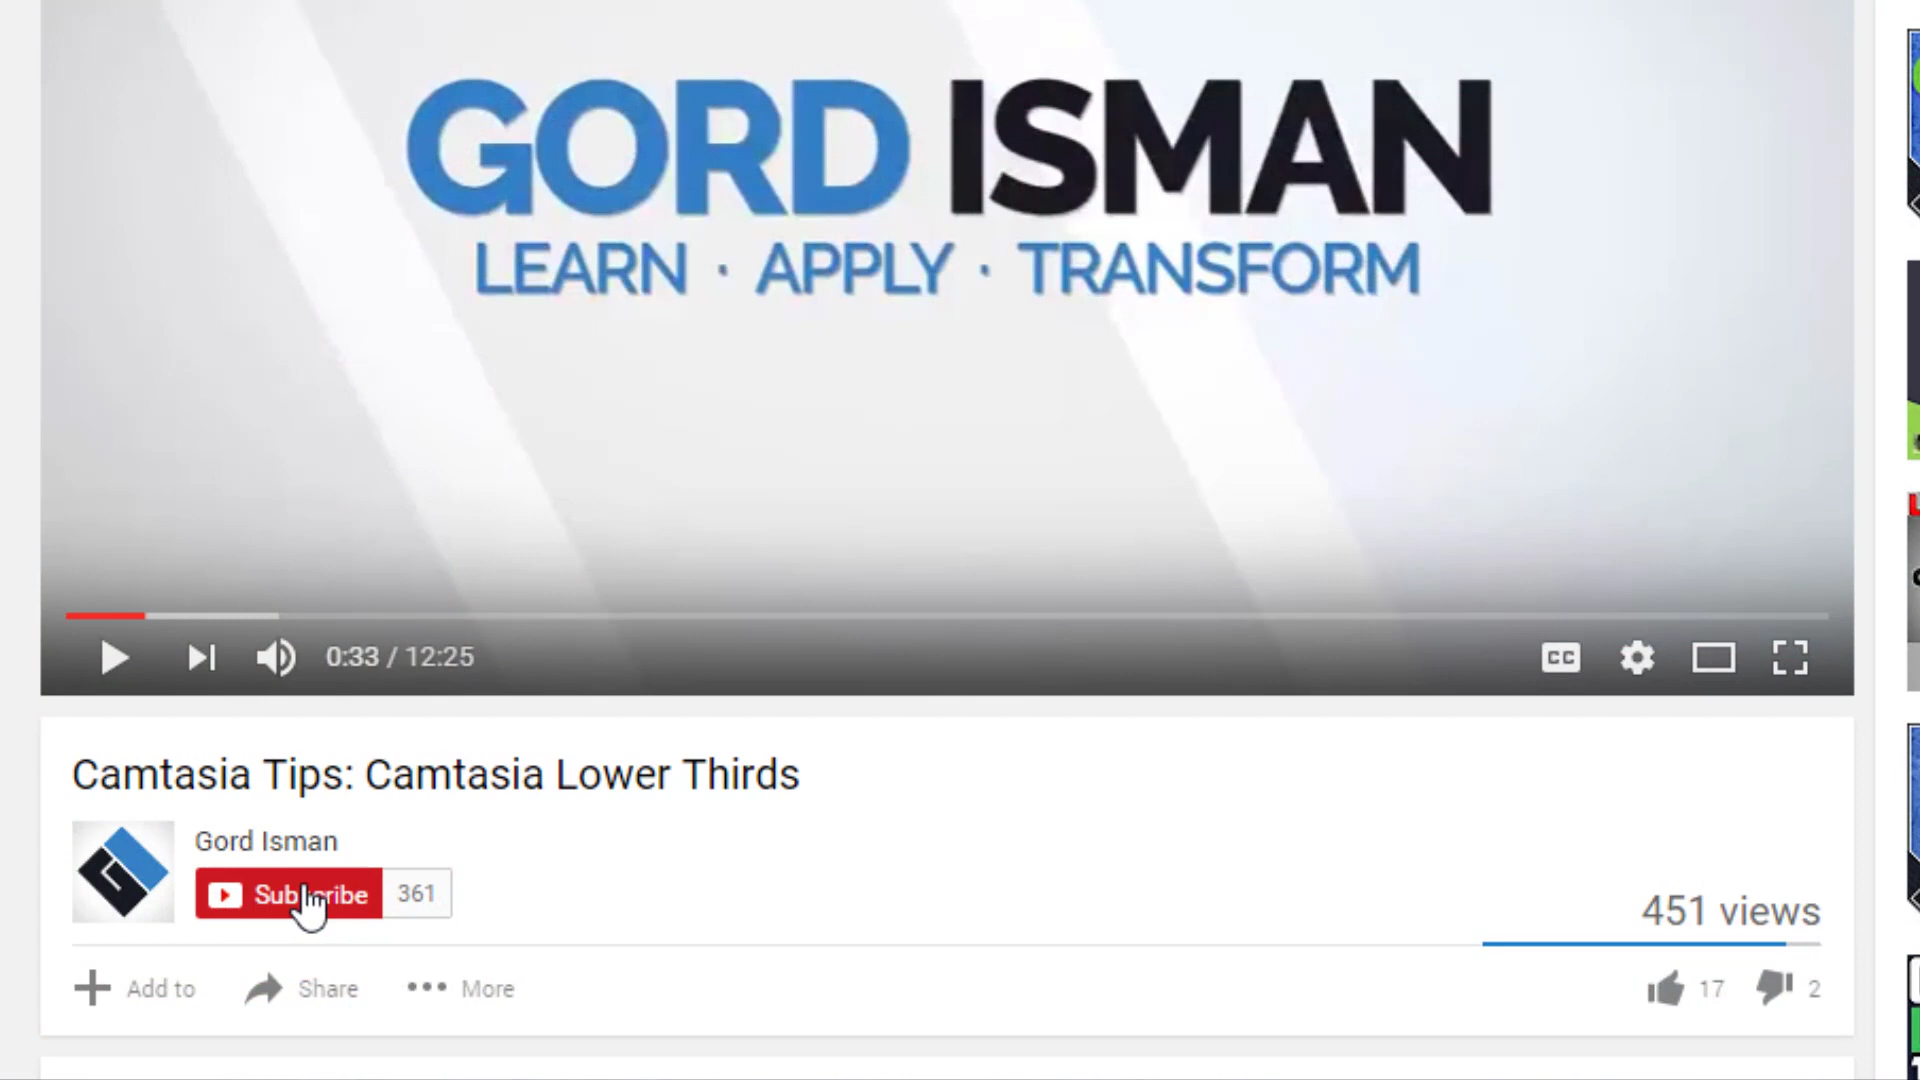 GORD ISMAN
LEARN · APPLY · TRANSFORM
0:33 / 12:25
CC
Camtasia Tips: Camtasia Lower Thirds
Gord Isman
Subscribe
361
451 views
Add to
Share
More
17
2